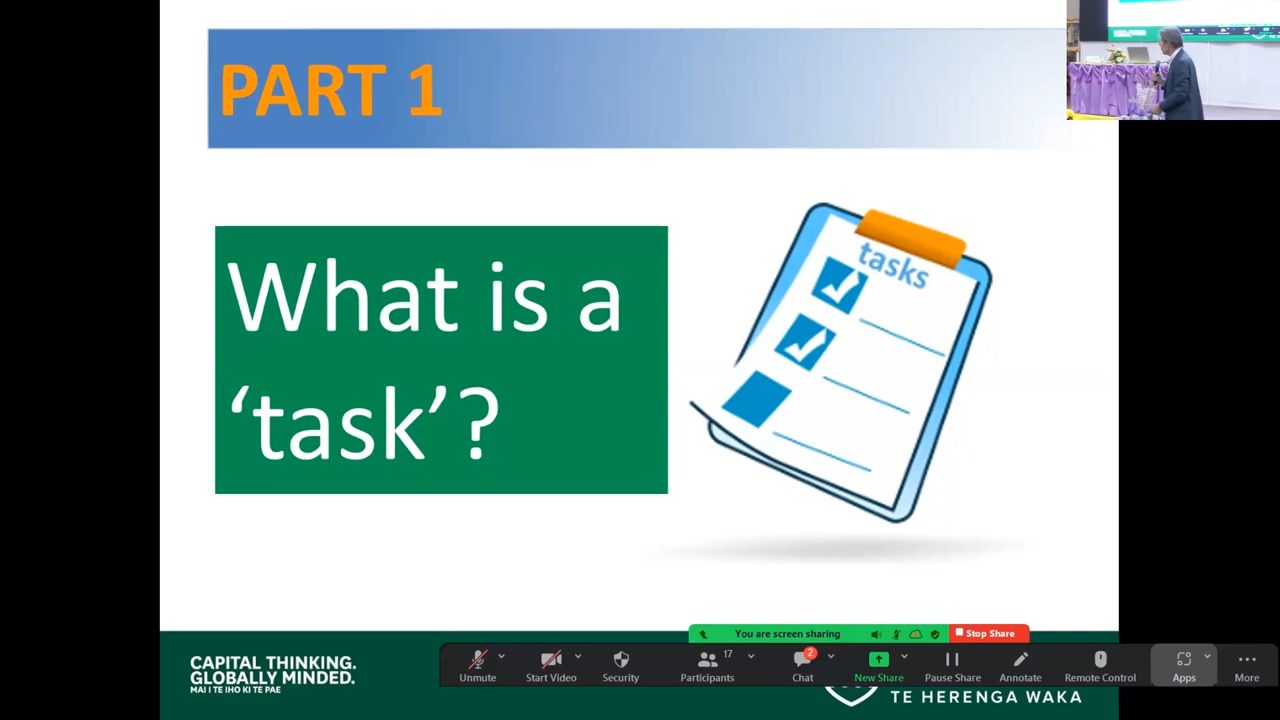 PART 1
What is a
‘task’?
tasks
You are screen sharing
Stop Share
CAPITAL THINKING.
GLOBALLY MINDED.
MAI I TE IHO KI TE PAE
Unmute
Start Video
Security
17
Participants
2
Chat
New Share
Pause Share
Annotate
Remote Control
Apps
More
TE HERENGA WAKA